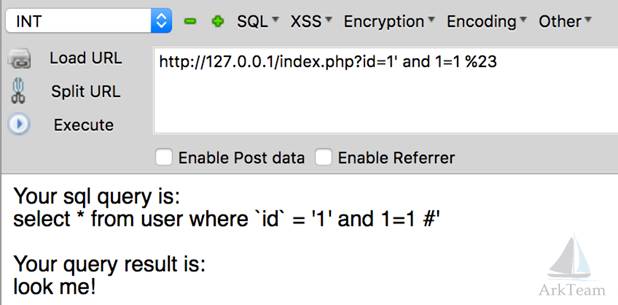 INT SQL XSS Encryption Encoding Other
Load URL
http://127.0.0.1/index.php?id=1' and 1=1 %23
Split URL
Execute
Enable Post data Enable Referrer
Your sql query is:
select * from user where `id` = '1' and 1=1 #'
Your query result is:
look me!
ArkTeam